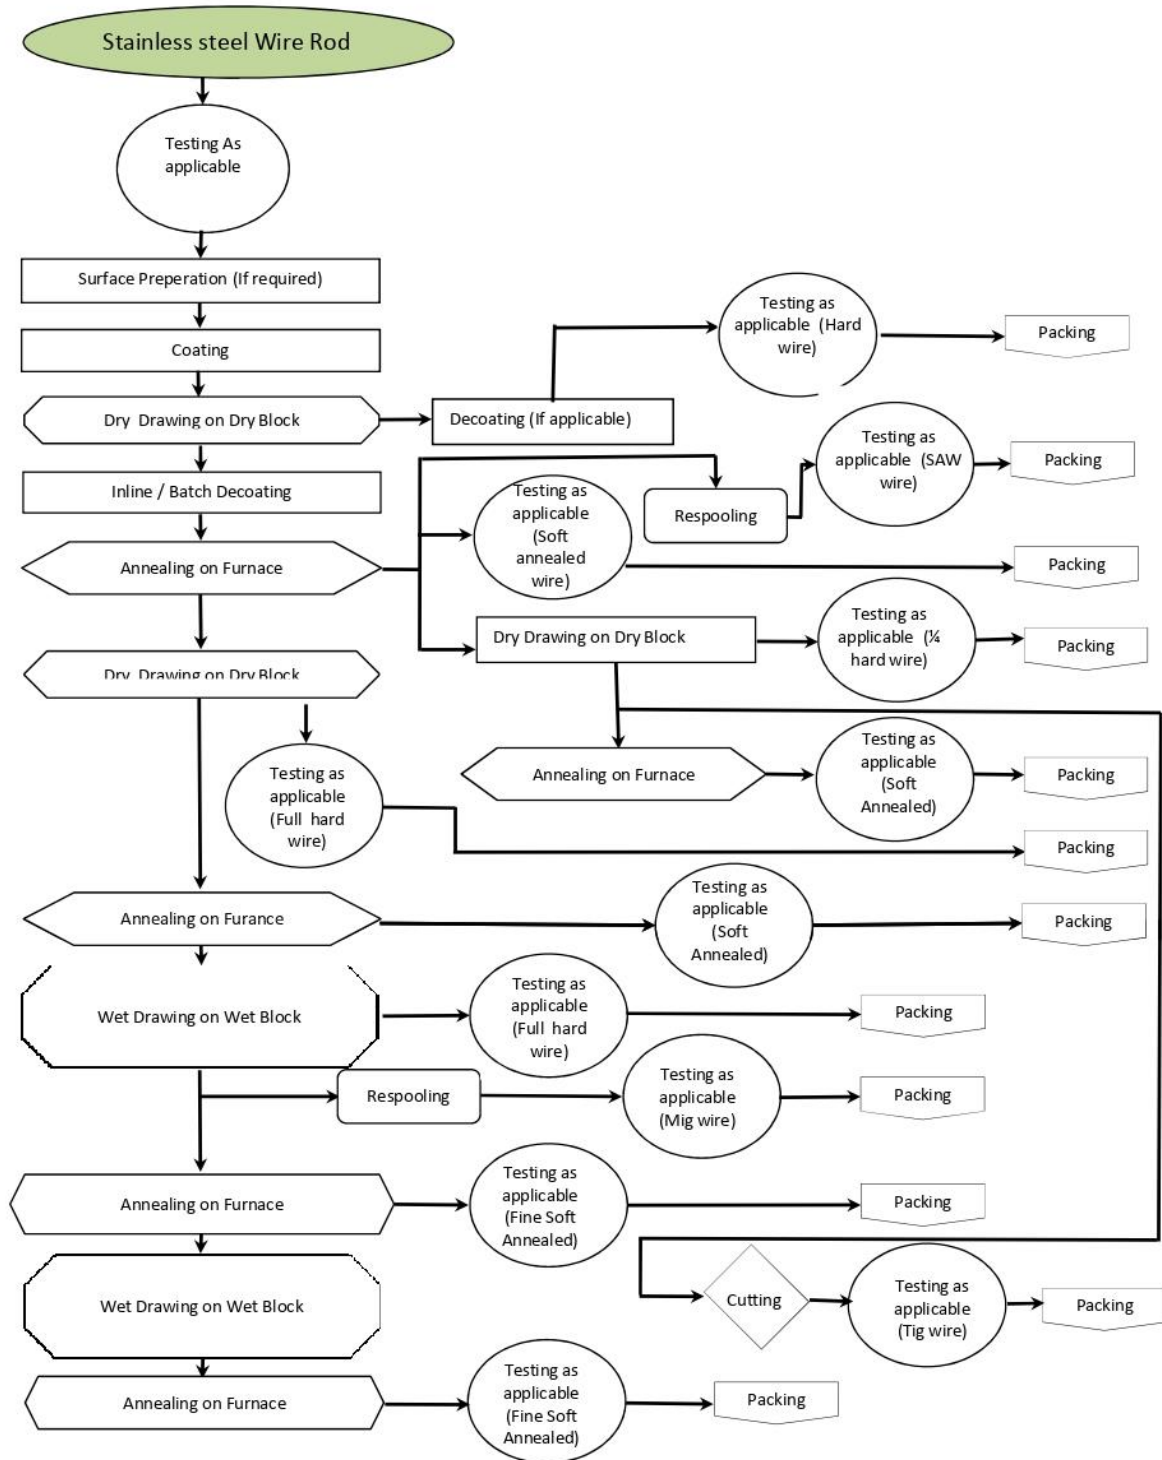 Stainless steel Wire Rod
Testing As
applicable
Surface Preperation (If required)
Coating
Testing as
applicable (Hard
wire)
Packing
Dry Drawing on Dry Block
Decoating (If applicable)
Testing as
applicable (SAW
wire)
Packing
Inline / Batch Decoating
Testing as
applicable
(Soft
annealed
wire)
Respooling
Annealing on Furnace
Packing
Dry Drawing on Dry Block
Testing as
applicable (¼
hard wire)
Packing
Dry Drawing on Dry Block
Testing as
applicable
(Full hard
wire)
Annealing on Furnace
Testing as
applicable
(Soft
Annealed)
Packing
Packing
Annealing on Furance
Testing as
applicable
(Soft
Annealed)
Packing
Wet Drawing on Wet Block
Testing as
applicable
(Full hard
wire)
Packing
Respooling
Testing as
applicable
(Mig wire)
Packing
Annealing on Furnace
Testing as
applicable
(Fine Soft
Annealed)
Packing
Wet Drawing on Wet Block
Cutting
Testing as
applicable
(Tig wire)
Packing
Annealing on Furnace
Testing as
applicable
(Fine Soft
Annealed)
Packing